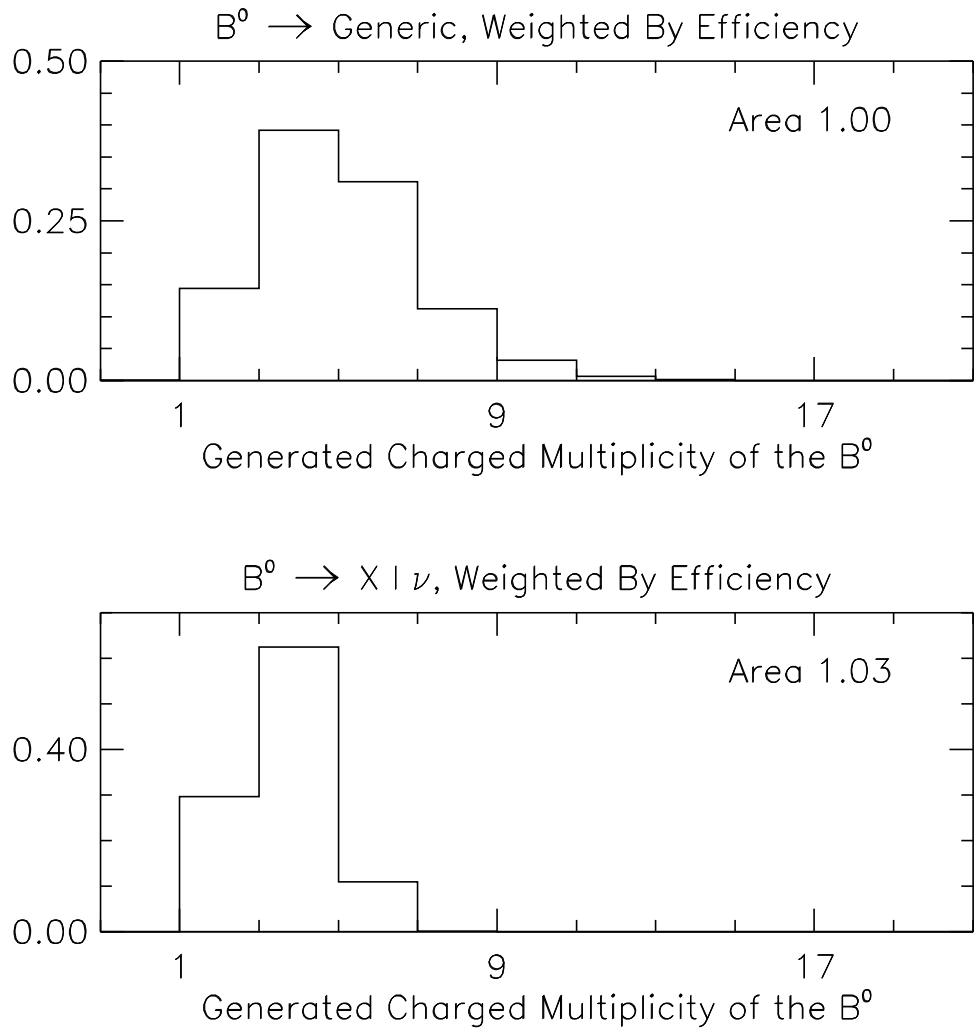 B⁰ → Generic, Weighted By Efficiency
0.50
Area 1.00
0.25
0.00
1 9 17
Generated Charged Multiplicity of the B⁰
B⁰ → X l ν, Weighted By Efficiency
Area 1.03
0.40
0.00
1 9 17
Generated Charged Multiplicity of the B⁰